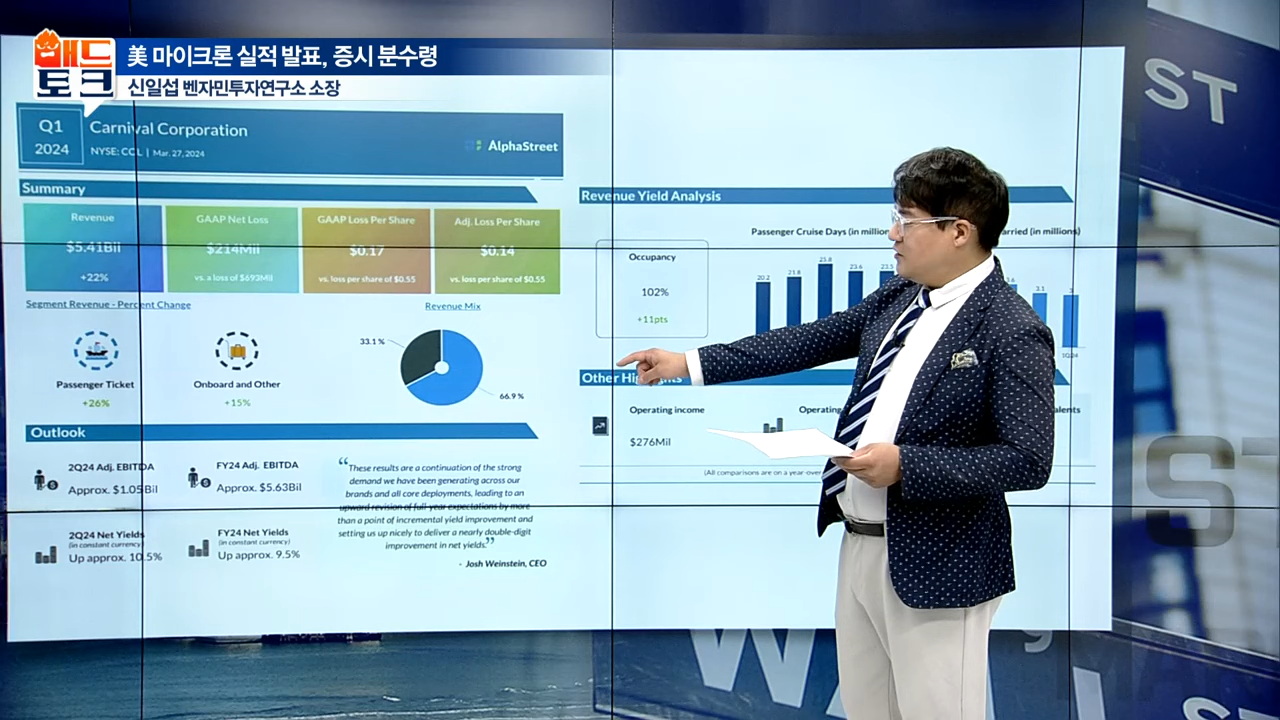 매드
토크
美 마이크론 실적 발표, 증시 분수령
신일섭 벤자민투자연구소 소장
Q1
2024
Carnival Corporation
NYSE: CCL | Mar. 27, 2024
AlphaStreet
Summary
Revenue
$5.41Bil
+22%
GAAP Net Loss
$214Mil
vs. a loss of $693Mil
GAAP Loss Per Share
$0.17
vs. loss per share of $0.55
Adj. Loss Per Share
$0.14
vs. loss per share of $0.55
Segment Revenue - Percent Change
Passenger Ticket
+26%
Onboard and Other
+15%
Revenue Mix
33.1 %
66.9 %
Outlook
2Q24 Adj. EBITDA
Approx. $1.05Bil
FY24 Adj. EBITDA
Approx. $5.63Bil
2Q24 Net Yields
(in constant currency)
Up approx. 10.5%
FY24 Net Yields
(in constant currency)
Up approx. 9.5%
“These results are a continuation of the strong
demand we have been generating across our
brands and all core deployments, leading to an
upward revision of full-year expectations by more
than a point of incremental yield improvement and
setting us up nicely to deliver a nearly double-digit
improvement in net yields.”
- Josh Weinstein, CEO
Revenue Yield Analysis
Occupancy
102%
+11pts
Passenger Cruise Days (in million
arried (in millions)
20.2
21.8
25.8
23.6
23.5
3.1
3
1Q24
Other Highlights
Operating income
$276Mil
Operating
alents
(All comparisons are on a year-over
ST
ST
W
ST